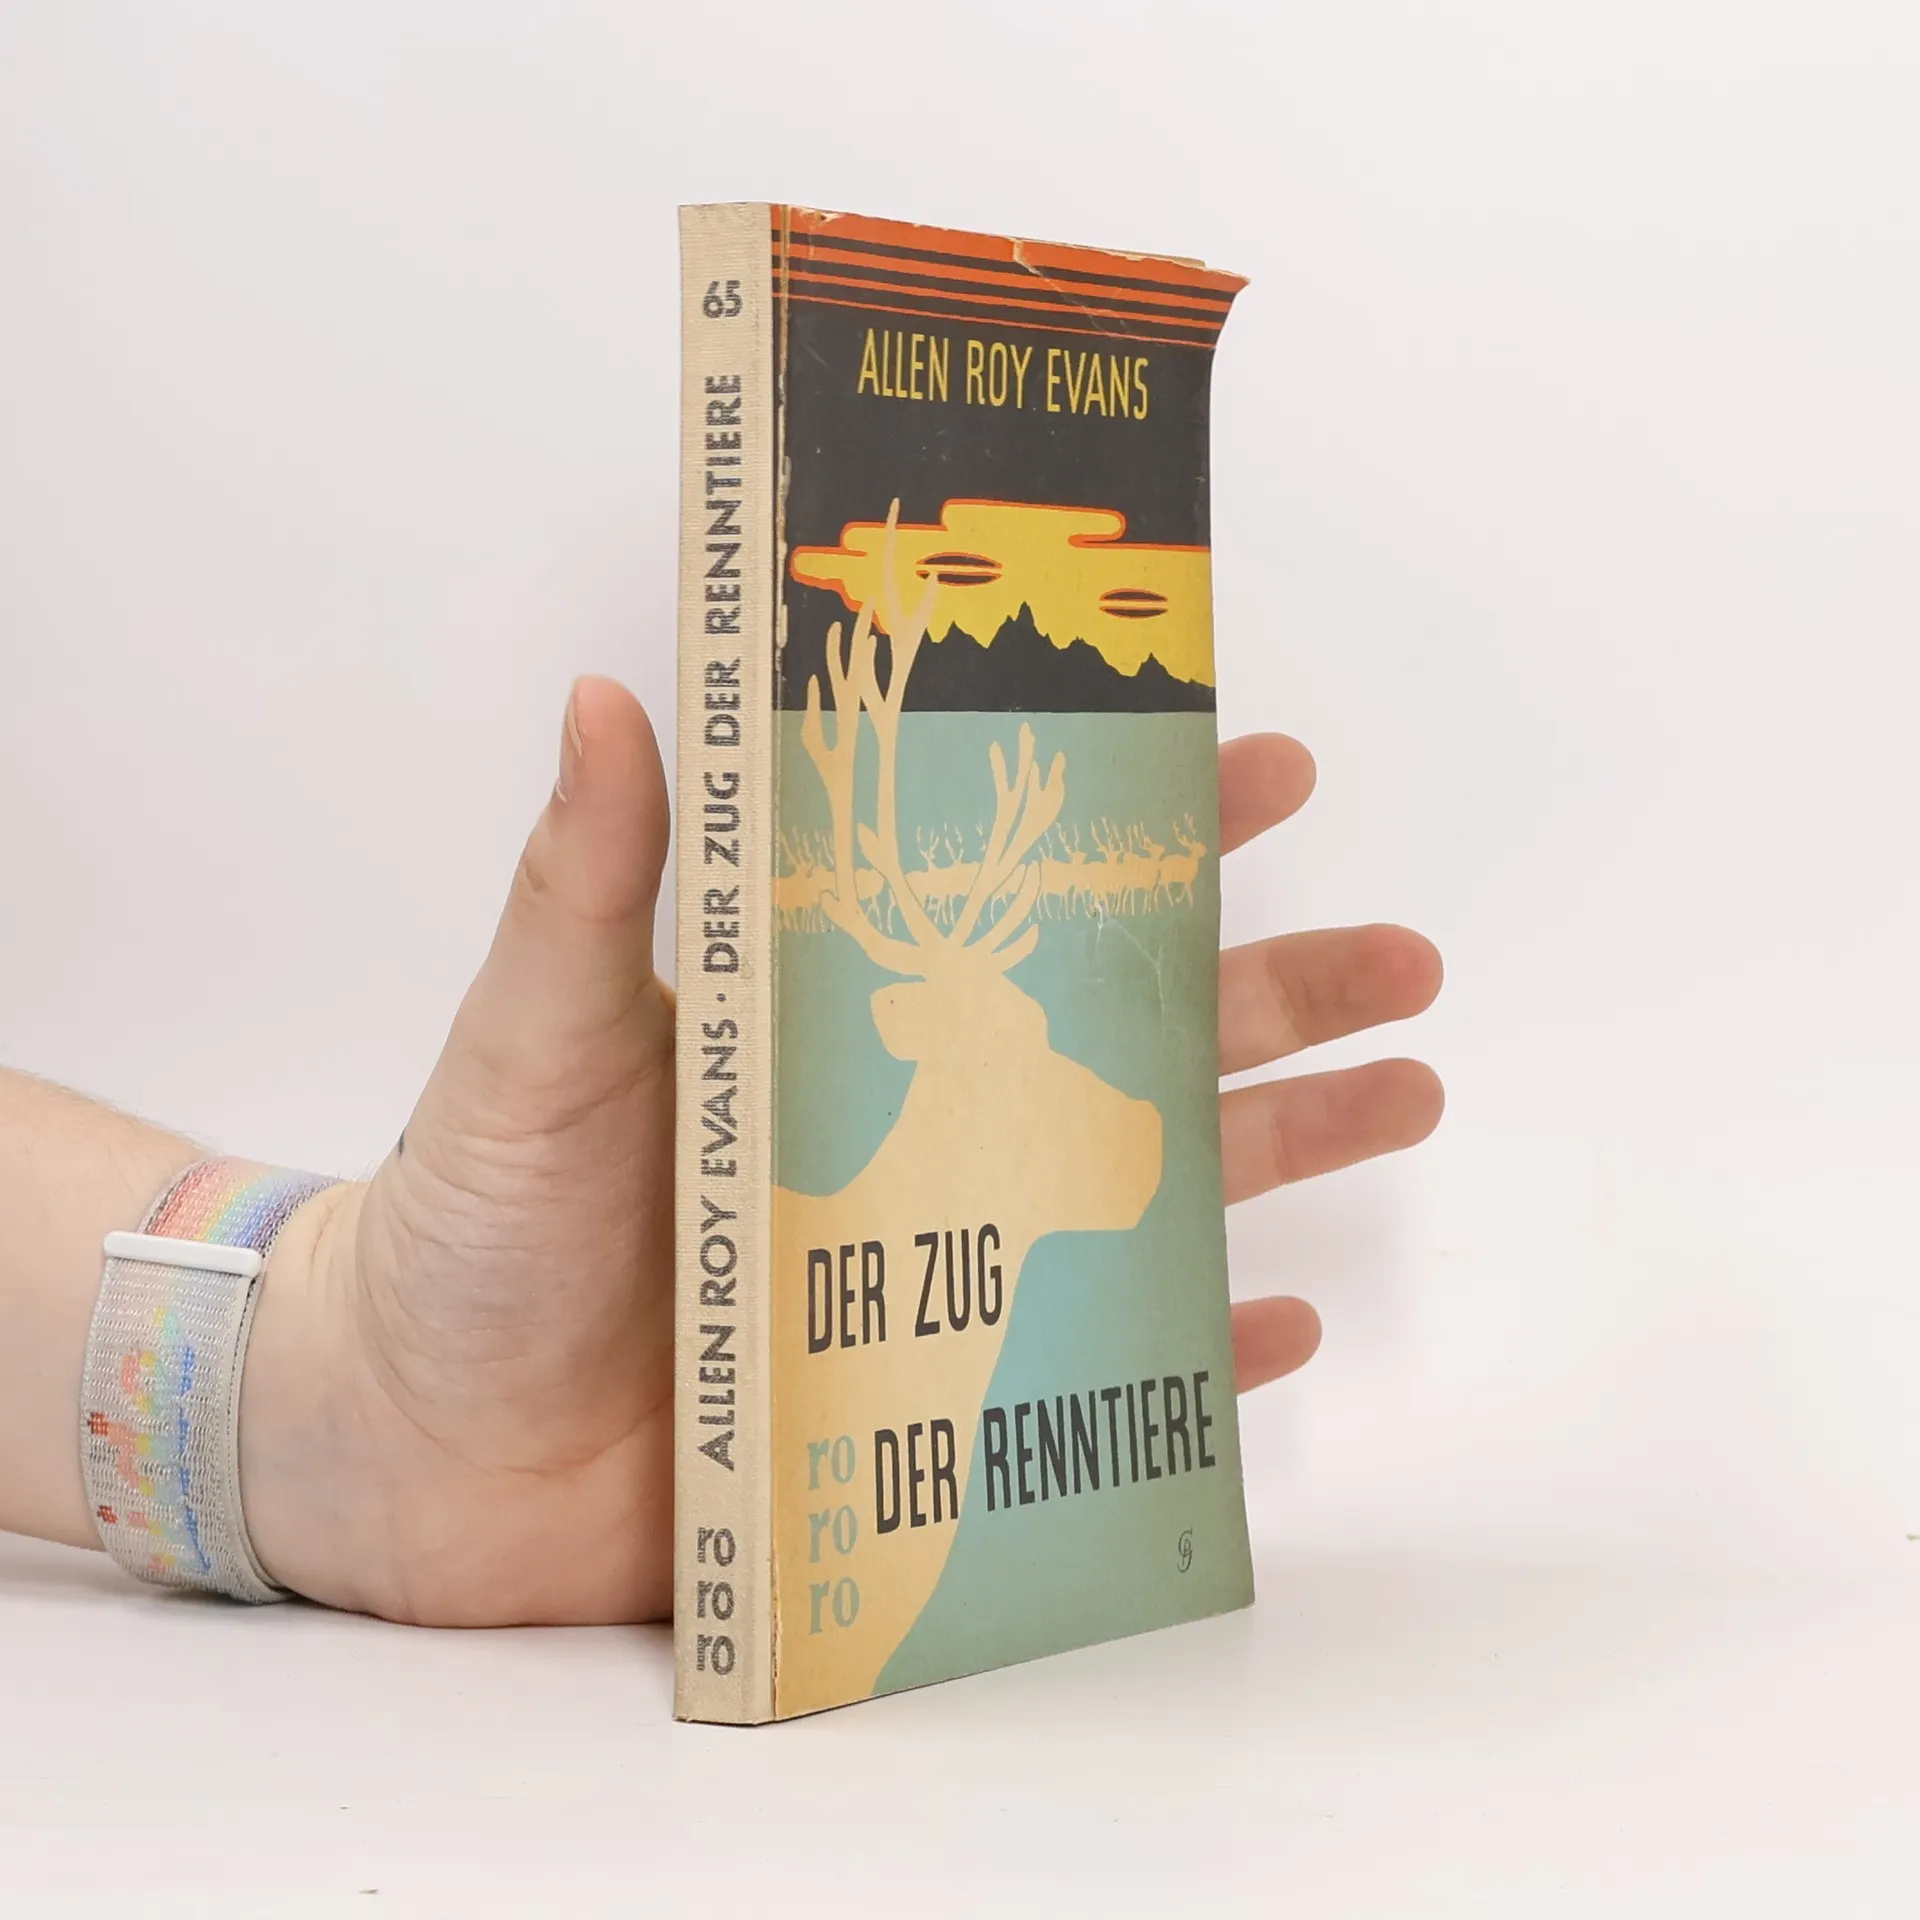 ALLEN ROY EVANS
DER ZUG
DER RENNTIERE
ro
ro
ro
ro ro ro ALLEN ROY EVANS · DER ZUG DER RENNTIERE 65